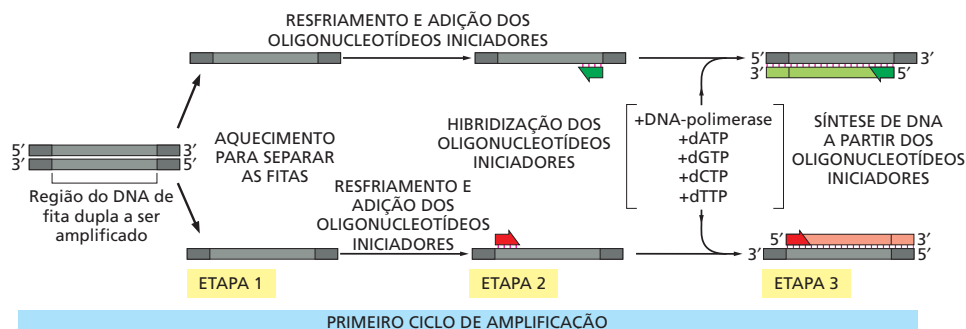 RESFRIAMENTO E ADIÇÃO DOS
OLIGONUCLEOTÍDEOS INICIADORES
5′ 3′
3′ 5′
5′ 3′
3′ 5′
Região do DNA de
fita dupla a ser
amplificado
AQUECIMENTO
PARA SEPARAR
AS FITAS
RESFRIAMENTO E
ADIÇÃO DOS
OLIGONUCLEOTÍDEOS
INICIADORES
HIBRIDIZAÇÃO DOS
OLIGONUCLEOTÍDEOS
INICIADORES
+DNA-polimerase
+dATP
+dGTP
+dCTP
+dTTP
SÍNTESE DE DNA
A PARTIR DOS
OLIGONUCLEOTÍDEOS
INICIADORES
5′ 3′
3′ 5′
ETAPA 1
ETAPA 2
ETAPA 3
PRIMEIRO CICLO DE AMPLIFICAÇÃO